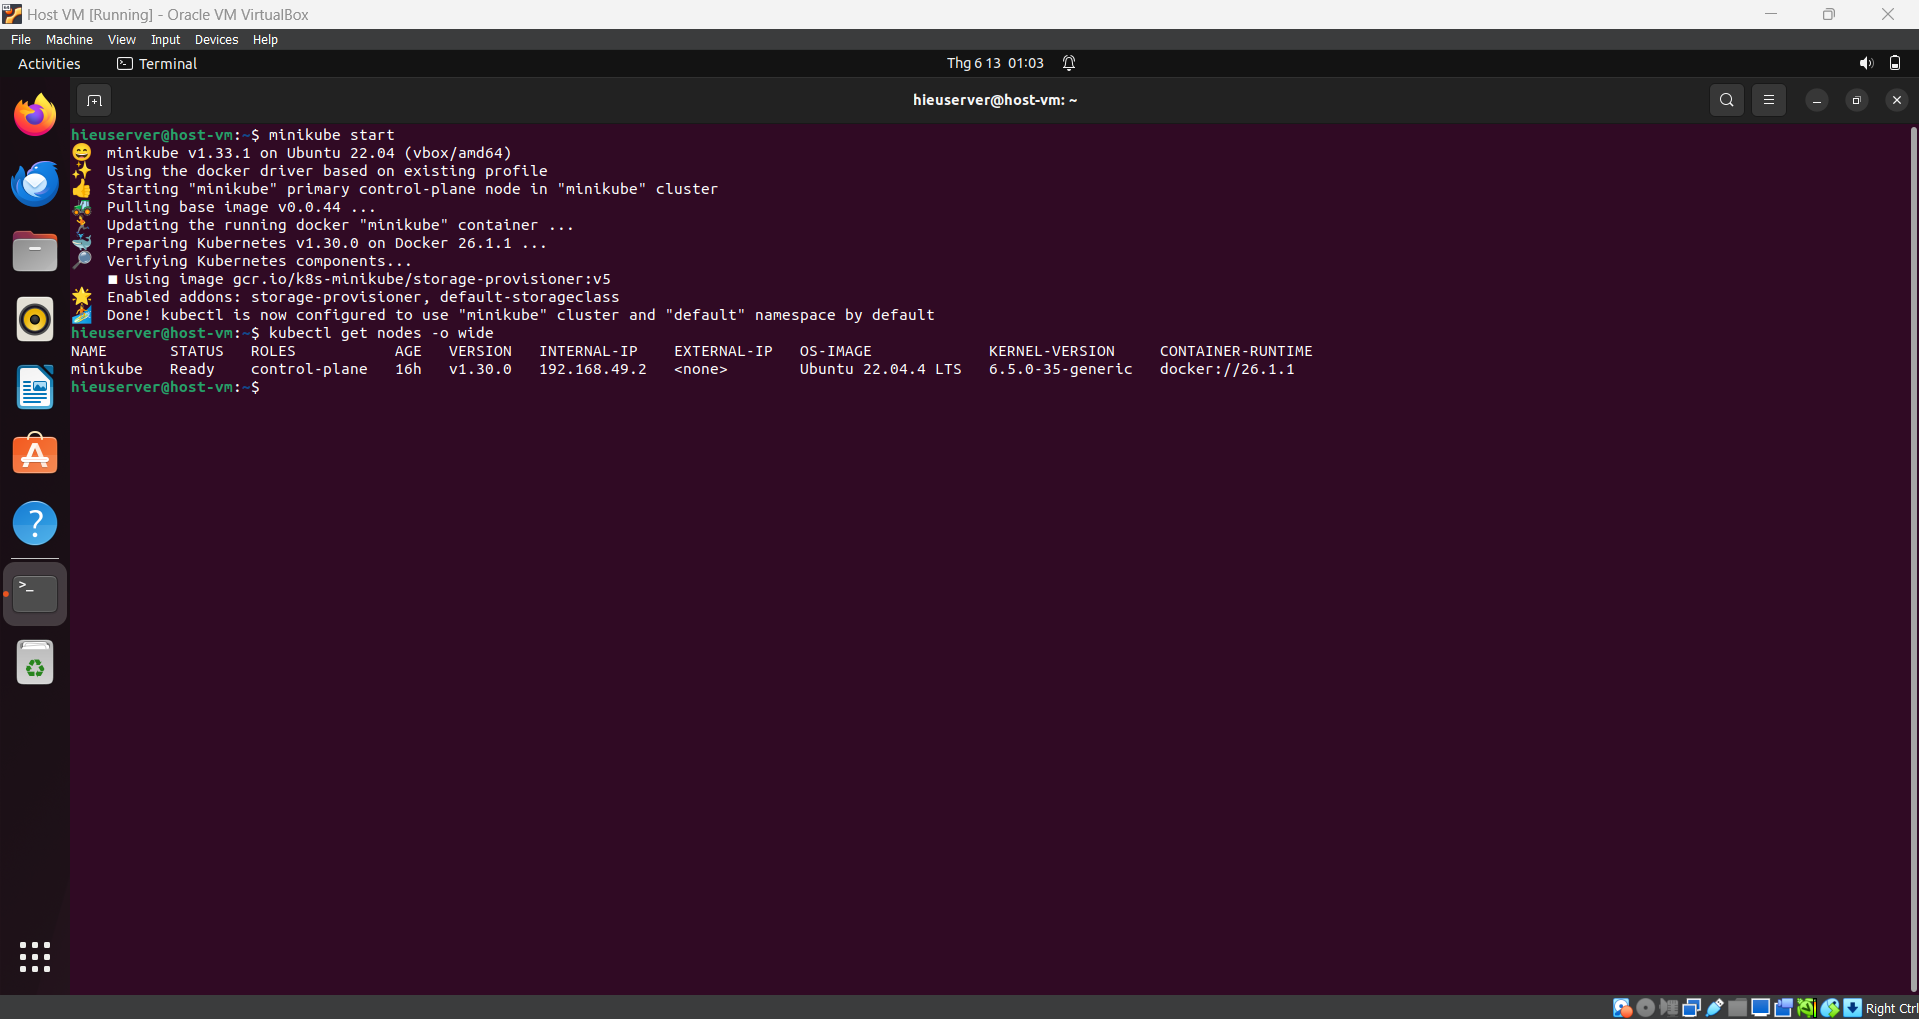 Host VM [Running] - Oracle VM VirtualBox
File Machine View Input Devices Help
Activities Terminal Thg 6 13 01:03
hieuserver@host-vm: ~
hieuserver@host-vm:~$ minikube start
minikube v1.33.1 on Ubuntu 22.04 (vbox/amd64)
Using the docker driver based on existing profile
Starting "minikube" primary control-plane node in "minikube" cluster
Pulling base image v0.0.44 ...
Updating the running docker "minikube" container ...
Preparing Kubernetes v1.30.0 on Docker 26.1.1 ...
Verifying Kubernetes components...
Using image gcr.io/k8s-minikube/storage-provisioner:v5
Enabled addons: storage-provisioner, default-storageclass
Done! kubectl is now configured to use "minikube" cluster and "default" namespace by default
hieuserver@host-vm:~$ kubectl get nodes -o wide
NAME STATUS ROLES AGE VERSION INTERNAL-IP EXTERNAL-IP OS-IMAGE KERNEL-VERSION CONTAINER-RUNTIME
minikube Ready control-plane 16h v1.30.0 192.168.49.2 <none> Ubuntu 22.04.4 LTS 6.5.0-35-generic docker://26.1.1
hieuserver@host-vm:~$
Right Ctrl